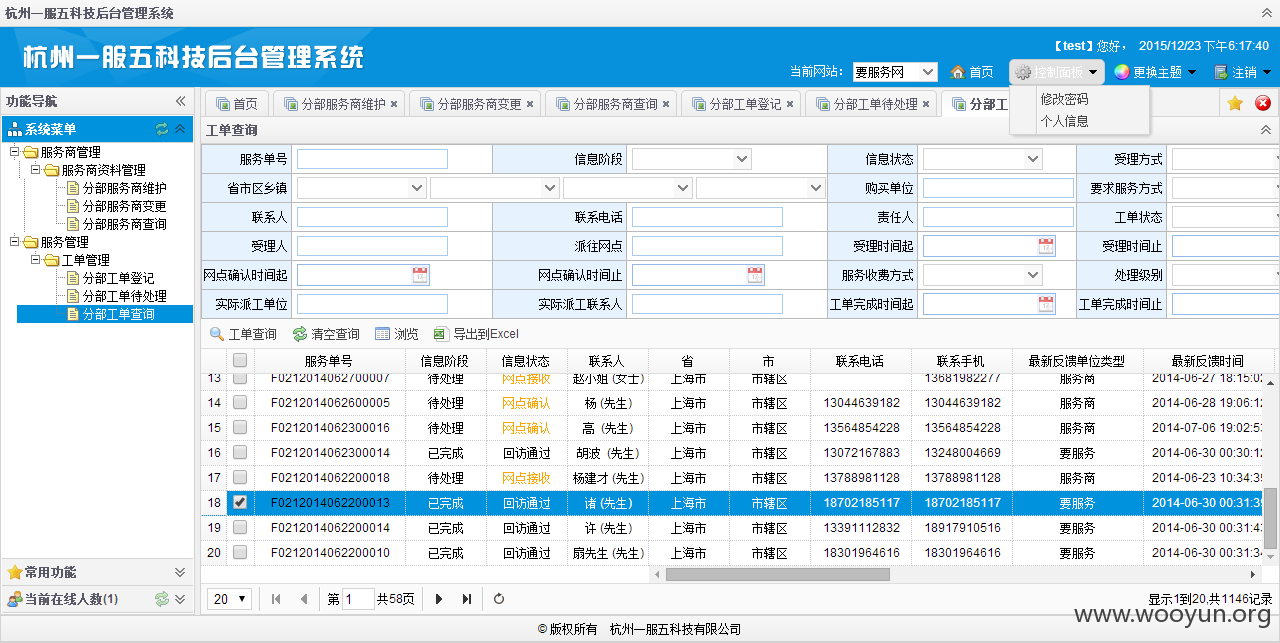 杭州一服五科技后台管理系统
杭州一服五科技后台管理系统
【test】您好， 2015/12/23 下午6:17:40
当前网站: 要服务网 首页 控制面板 更换主题 注销
修改密码
个人信息
功能导航
系统菜单
服务商管理
服务商资料管理
分部服务商维护
分部服务商变更
分部服务商查询
服务管理
工单管理
分部工单登记
分部工单待处理
分部工单查询
常用功能
当前在线人数(1)
首页 分部服务商维护 分部服务商变更 分部服务商查询 分部工单登记 分部工单待处理 分部工
工单查询
服务单号 信息阶段 信息状态 受理方式
省市区乡镇 购买单位 要求服务方式
联系人 联系电话 责任人 工单状态
受理人 派往网点 受理时间起 受理时间止
网点确认时间起 网点确认时间止 服务收费方式 处理级别
实际派工单位 实际派工联系人 工单完成时间起 工单完成时间止
工单查询 清空查询 浏览 导出到Excel
服务单号 信息阶段 信息状态 联系人 省 市 联系电话 联系手机 最新反馈单位类型 最新反馈时间
13 F0212014062700007 待处理 网点接收 赵小姐 (女士) 上海市 市辖区 13681982277 服务商 2014-06-27 18:15:02
14 F0212014062600005 待处理 网点确认 杨 (先生) 上海市 市辖区 13044639182 13044639182 服务商 2014-06-28 19:06:12
15 F0212014062300016 待处理 网点确认 高 (先生) 上海市 市辖区 13564854228 13564854228 服务商 2014-07-06 19:02:53
16 F0212014062300014 已完成 回访通过 胡波 (先生) 上海市 市辖区 13072167883 13248004669 要服务 2014-06-30 00:30:12
17 F0212014062200018 待处理 网点接收 杨建才 (先生) 上海市 市辖区 13788981128 13788981128 服务商 2014-06-23 10:34:39
18 F0212014062200013 已完成 回访通过 诸 (先生) 上海市 市辖区 18702185117 18702185117 要服务 2014-06-30 00:31:3
19 F0212014062200014 已完成 回访通过 许 (先生) 上海市 市辖区 13391112832 18917910516 要服务 2014-06-30 00:31:4
20 F0212014062200010 已完成 回访通过 扇先生 (先生) 上海市 市辖区 18301964616 18301964616 要服务 2014-06-30 00:31:3
20 第 1 共58页 显示1到20,共1146记录
www.wooyun.org
© 版权所有 杭州一服五科技有限公司